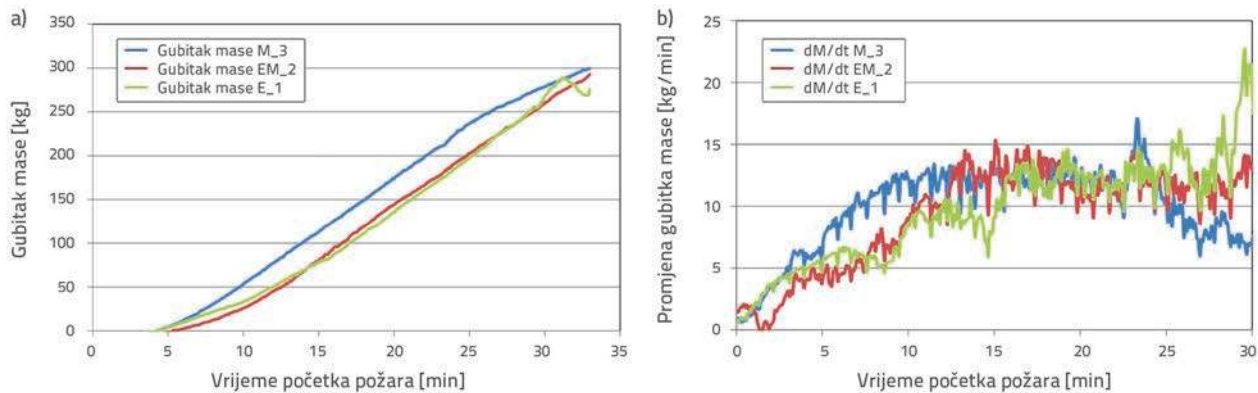 a)
Gubitak mase [kg]
350
300
250
200
150
100
50
0
Gubitak mase M_3
Gubitak mase EM_2
Gubitak mase E_1
0 5 10 15 20 25 30 35
Vrijeme početka požara [min]
b)
Promjena gubitka mase [kg/min]
25
20
15
10
5
0
dM/dt M_3
dM/dt EM_2
dM/dt E_1
0 5 10 15 20 25 30
Vrijeme početka požara [min]